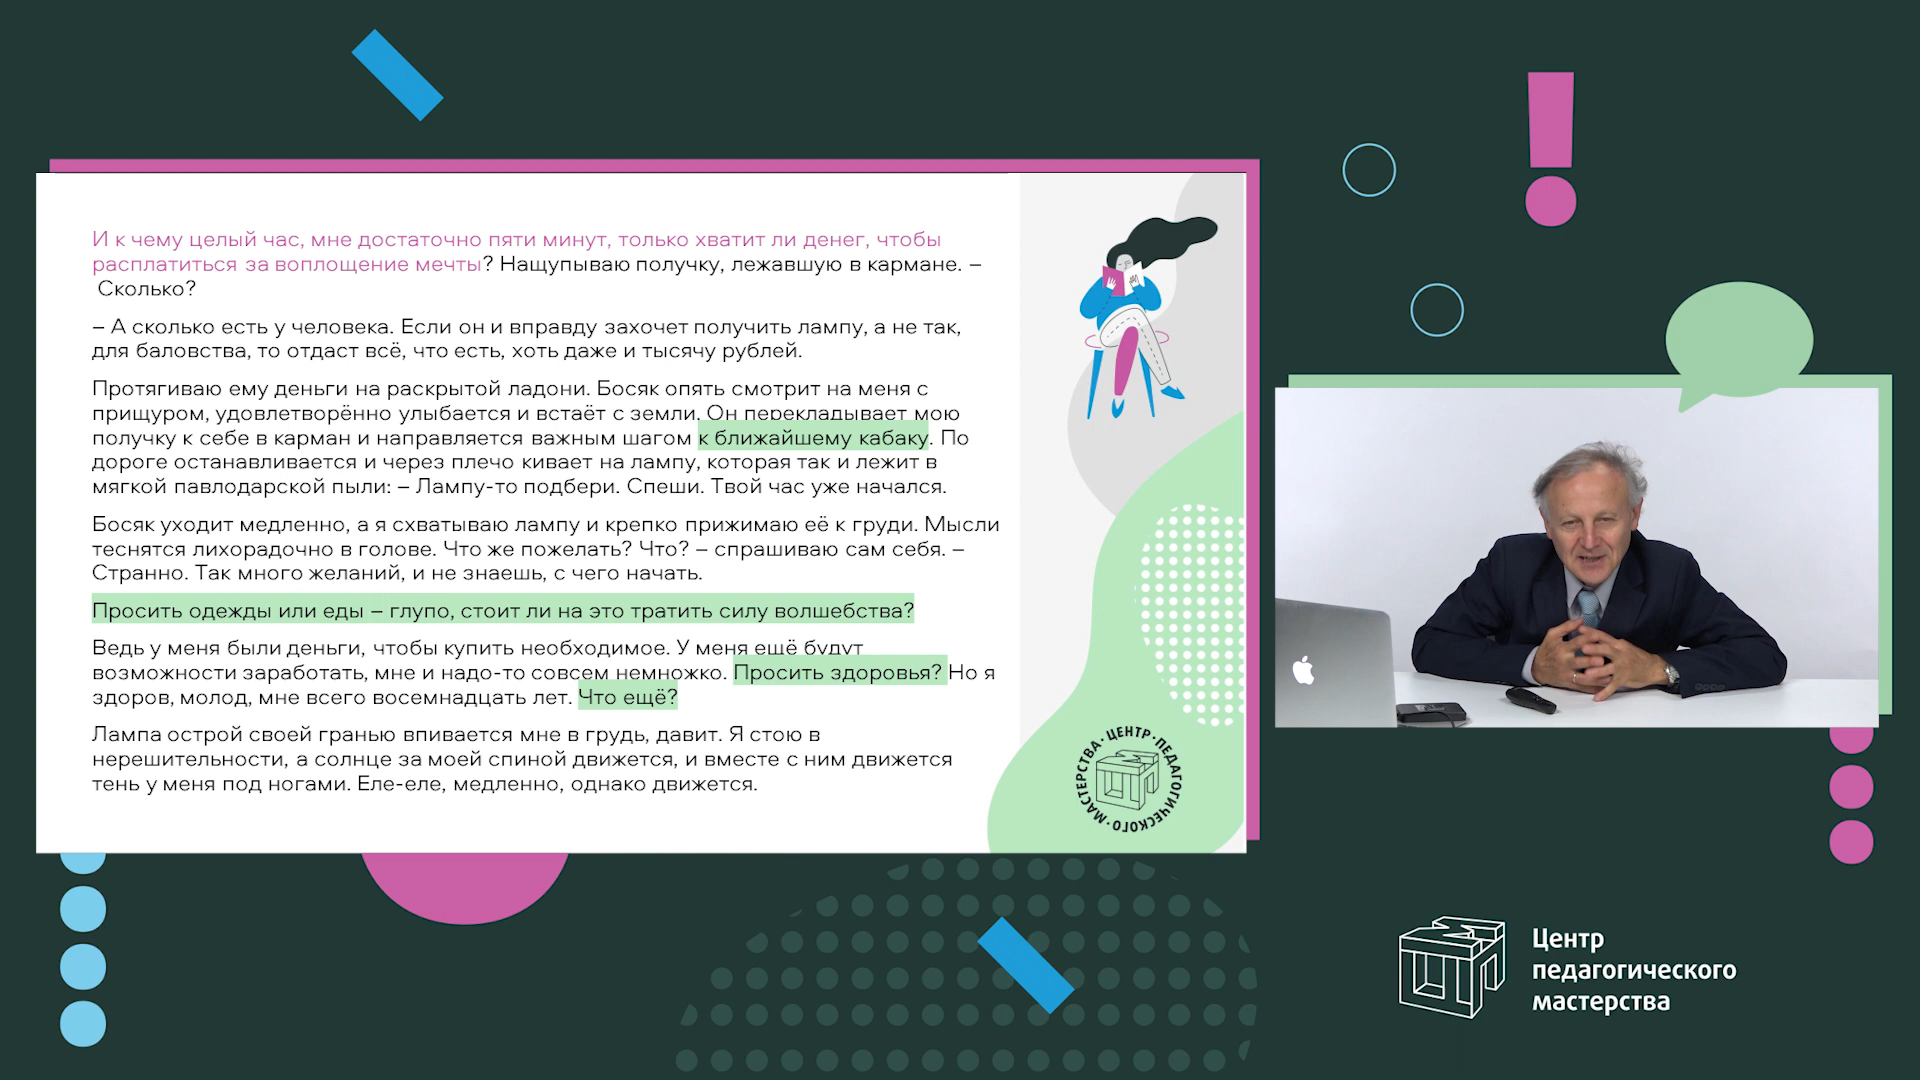 И к чему целый час, мне достаточно пяти минут, только хватит ли денег, чтобы
расплатиться за воплощение мечты? Нащупываю получку, лежавшую в кармане. –
Сколько?
– А сколько есть у человека. Если он и вправду захочет получить лампу, а не так,
для баловства, то отдаст всё, что есть, хоть даже и тысячу рублей.
Протягиваю ему деньги на раскрытой ладони. Босяк опять смотрит на меня с
прищуром, удовлетворённо улыбается и встаёт с земли. Он перекладывает мою
получку к себе в карман и направляется важным шагом к ближайшему кабаку. По
дороге останавливается и через плечо кивает на лампу, которая так и лежит в
мягкой павлодарской пыли: – Лампу-то подбери. Спеши. Твой час уже начался.
Босяк уходит медленно, а я схватываю лампу и крепко прижимаю её к груди. Мысли
теснятся лихорадочно в голове. Что же пожелать? Что? – спрашиваю сам себя. –
Странно. Так много желаний, и не знаешь, с чего начать.
Просить одежды или еды – глупо, стоит ли на это тратить силу волшебства?
Ведь у меня были деньги, чтобы купить необходимое. У меня ещё будут
возможности заработать, мне и надо-то совсем немножко. Просить здоровья? Но я
здоров, молод, мне всего восемнадцать лет. Что ещё?
Лампа острой своей гранью впивается мне в грудь, давит. Я стою в
нерешительности, а солнце за моей спиной движется, и вместе с ним движется
тень у меня под ногами. Еле-еле, медленно, однако движется.
ЦЕНТР ПЕДАГОГИЧЕСКОГО МАСТЕРСТВА
Центр
педагогического
мастерства